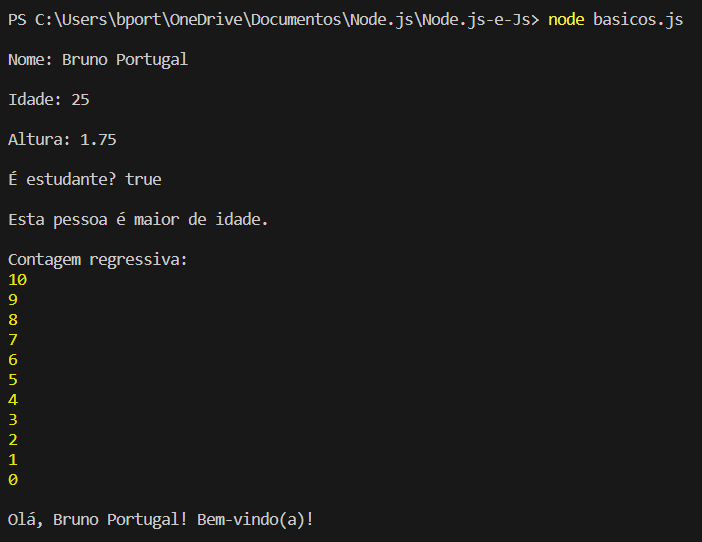 PS C:\Users\bport\OneDrive\Documentos\Node.js\Node.js-e-Js> node basicos.js
Nome: Bruno Portugal
Idade: 25
Altura: 1.75
É estudante? true
Esta pessoa é maior de idade.
Contagem regressiva:
10
9
8
7
6
5
4
3
2
1
0
Olá, Bruno Portugal! Bem-vindo(a)!